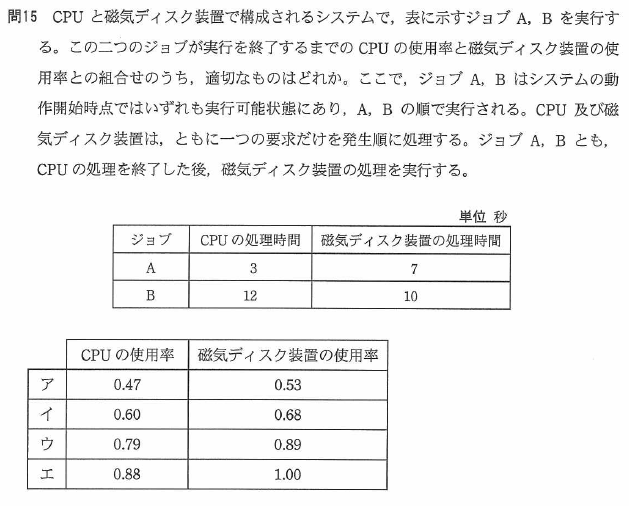 問15 CPU と磁気ディスク装置で構成されるシステムで，表に示すジョブ A，B を実行す
る。この二つのジョブが実行を終了するまでの CPU の使用率と磁気ディスク装置の使
用率との組合せのうち，適切なものはどれか。ここで，ジョブ A，B はシステムの動
作開始時点ではいずれも実行可能状態にあり，A，B の順で実行される。CPU 及び磁
気ディスク装置は，ともに一つの要求だけを発生順に処理する。ジョブ A，B とも，
CPU の処理を終了した後，磁気ディスク装置の処理を実行する。
単位 秒
ジョブ CPU の処理時間 磁気ディスク装置の処理時間
A 3 7
B 12 10
CPU の使用率 磁気ディスク装置の使用率
ア 0.47 0.53
イ 0.60 0.68
ウ 0.79 0.89
エ 0.88 1.00